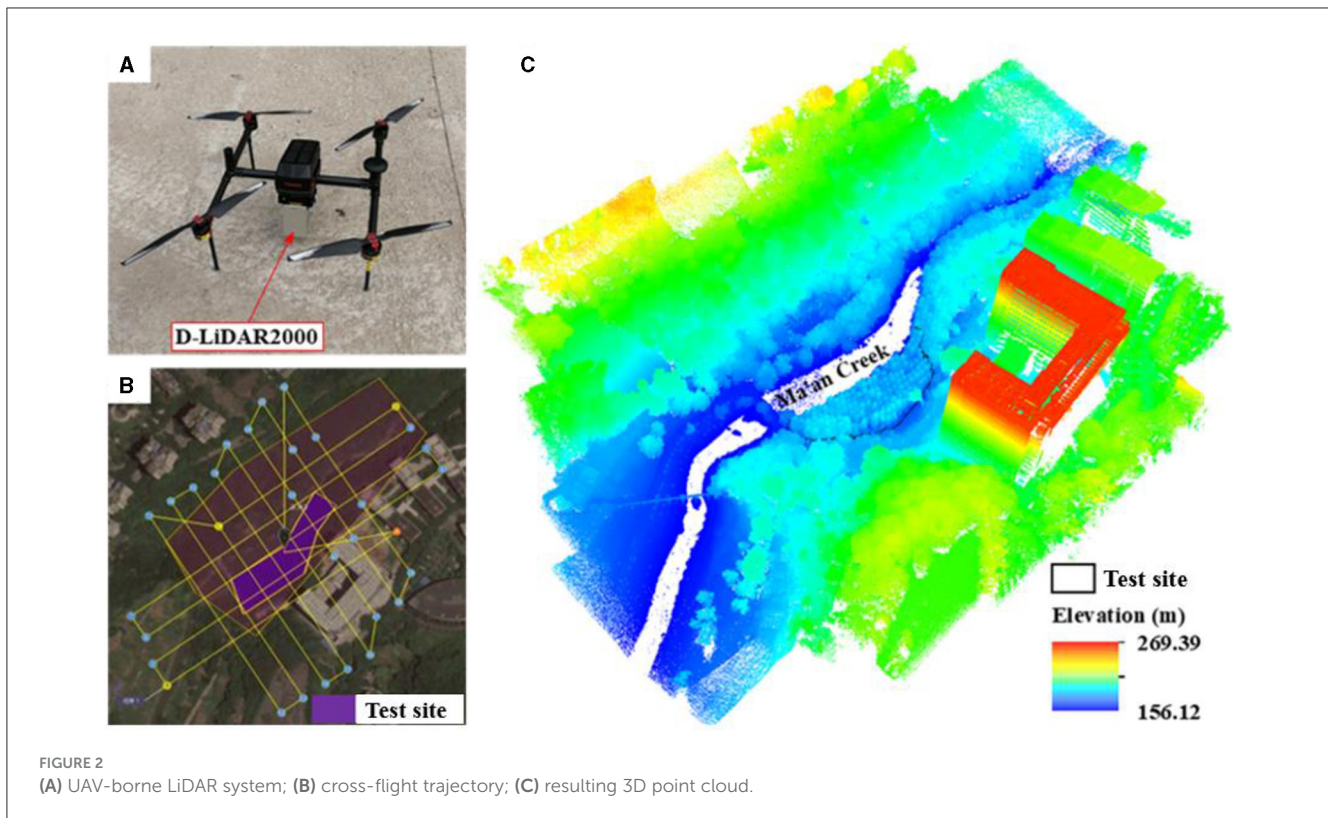 A
D-LiDAR2000
B
Test site
C
Ma'an Creek
Test site
Elevation (m)
269.39
156.12
FIGURE 2
(A) UAV-borne LiDAR system; (B) cross-flight trajectory; (C) resulting 3D point cloud.